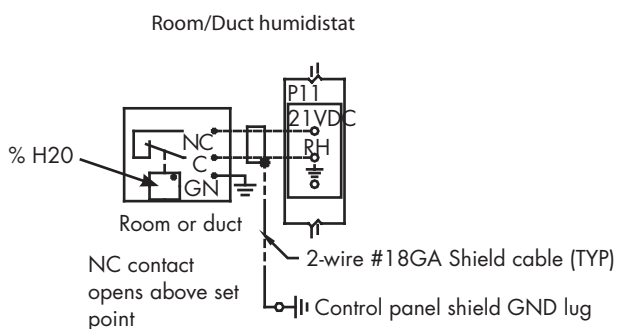 Room/Duct humidistat
P11
21VDC
NC
RH
C
% H20
GN
Room or duct
2-wire #18GA Shield cable (TYP)
NC contact
opens above set
point
Control panel shield GND lug